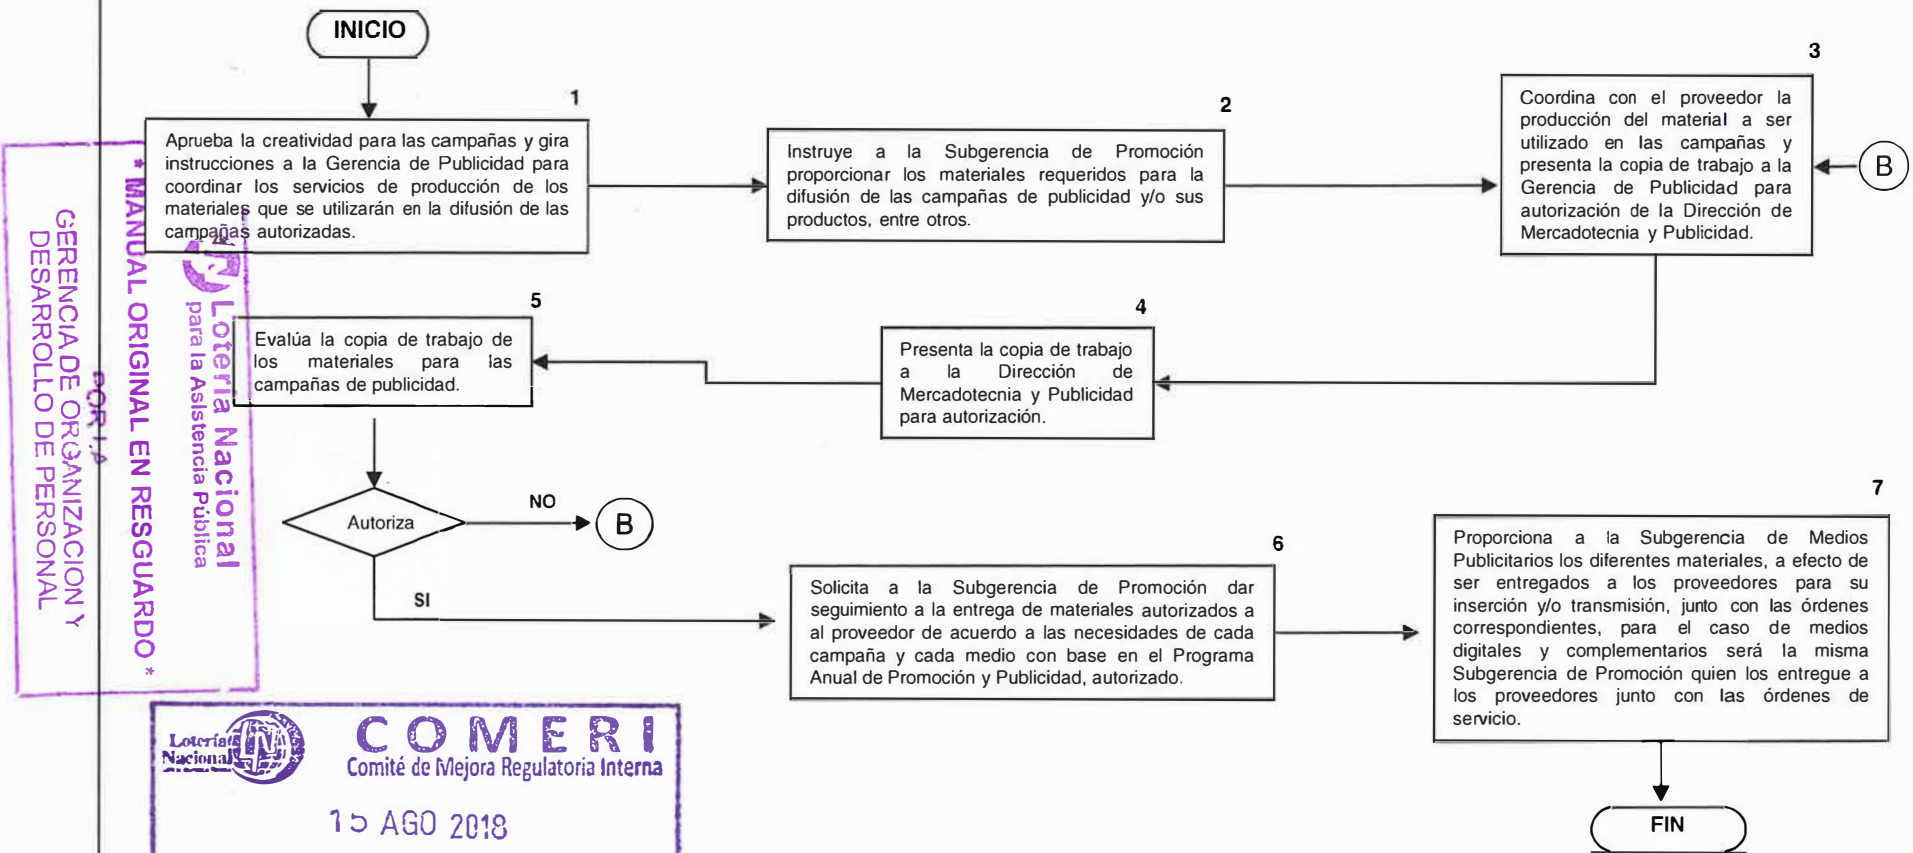 INICIO
1
Aprueba la creatividad para las campañas y gira
instrucciones a la Gerencia de Publicidad para
coordinar los servicios de producción de los
materiales que se utilizarán en la difusión de las
campañas autorizadas.
2
Instruye a la Subgerencia de Promoción
proporcionar los materiales requeridos para la
difusión de las campañas de publicidad y/o sus
productos, entre otros.
3
Coordina con el proveedor la
producción del material a ser
utilizado en las campañas y
presenta la copia de trabajo a la
Gerencia de Publicidad para
autorización de la Dirección de
Mercadotecnia y Publicidad.
B
4
Presenta la copia de trabajo
a la Dirección de
Mercadotecnia y Publicidad
para autorización.
5
Evalúa la copia de trabajo de
los materiales para las
campañas de publicidad.
Autoriza
NO
B
SI
6
Solicita a la Subgerencia de Promoción dar
seguimiento a la entrega de materiales autorizados a
al proveedor de acuerdo a las necesidades de cada
campaña y cada medio con base en el Programa
Anual de Promoción y Publicidad, autorizado.
7
Proporciona a la Subgerencia de Medios
Publicitarios los diferentes materiales, a efecto de
ser entregados a los proveedores para su
inserción y/o transmisión, junto con las órdenes
correspondientes, para el caso de medios
digitales y complementarios será la misma
Subgerencia de Promoción quien los entregue a
los proveedores junto con las órdenes de
servicio.
FIN
Lotería Nacional
para la Asistencia Pública
* MANUAL ORIGINAL EN RESGUARDO *
GERENCIA DE ORGANIZACION Y
DESARROLLO DE PERSONAL
Lotería
Nacional
COMERI
Comité de Mejora Regulatoria Interna
15 AGO 2018